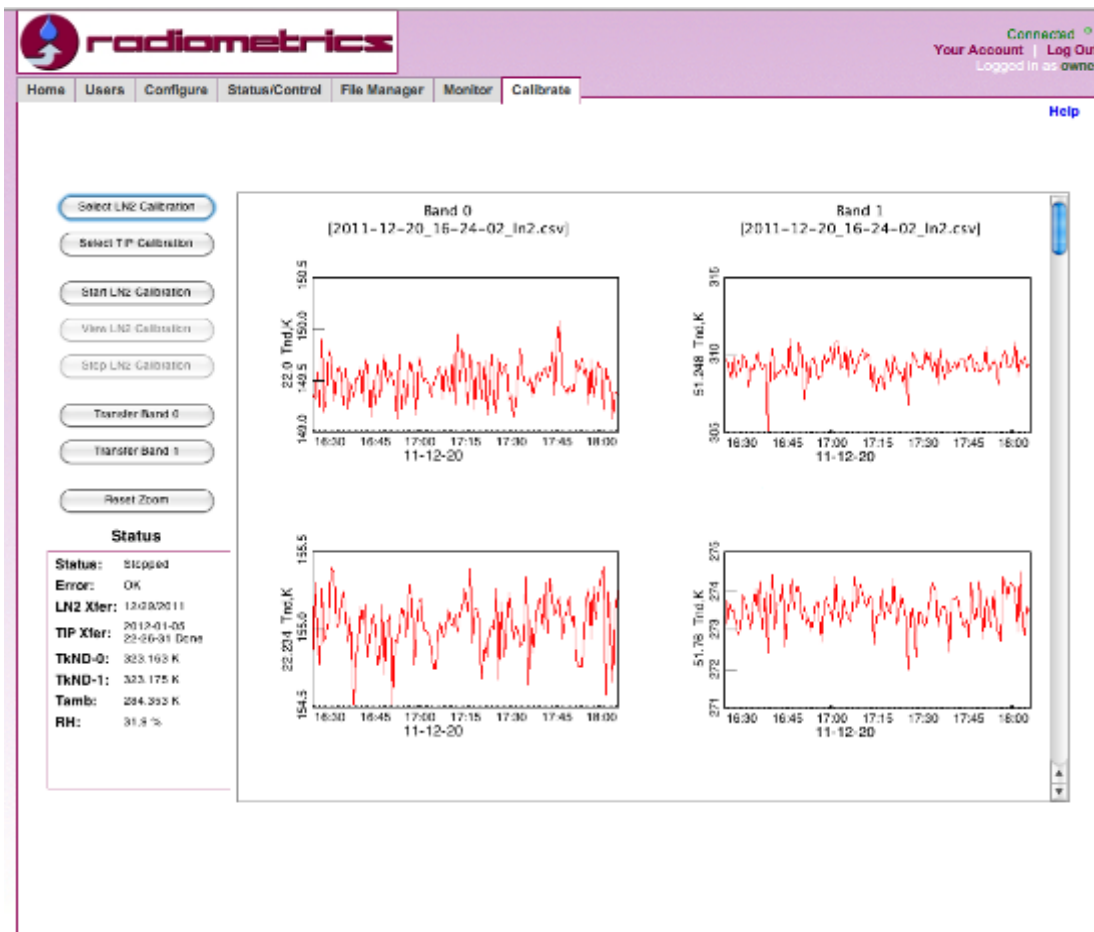 radiometrics
Connected
Your Account | Log Out
Logged in as owner
Home Users Configure Status/Control File Manager Monitor Calibrate
Help
Select LN2 Calibration
Select TIP Calibration
Start LN2 Calibration
View LN2 Calibration
Stop LN2 Calibration
Transfer Band 0
Transfer Band 1
Reset Zoom
Status
Status: Stopped
Error: OK
LN2 Xfer:
TIP Xfer: 2012-01-05
22-26-31 Done
TkND-0: 323.163 K
TkND-1: 323.175 K
Tamb: 284.353 K
RH: 31.8 %
Band 0
[2011-12-20_16-24-02_ln2.csv]
22.0 Tnd,K
150.5
150.0
149.5
149.0
16:30 16:45 17:00 17:15 17:30 17:45 18:00
11-12-20
Band 1
[2011-12-20_16-24-02_ln2.csv]
51.248 Tnd,K
315
310
305
16:30 16:45 17:00 17:15 17:30 17:45 18:00
11-12-20
22.234 Tnd,K
155.5
155.0
154.5
16:30 16:45 17:00 17:15 17:30 17:45 18:00
11-12-20
51.76 Tnd,K
275
274
273
272
271
16:30 16:45 17:00 17:15 17:30 17:45 18:00
11-12-20